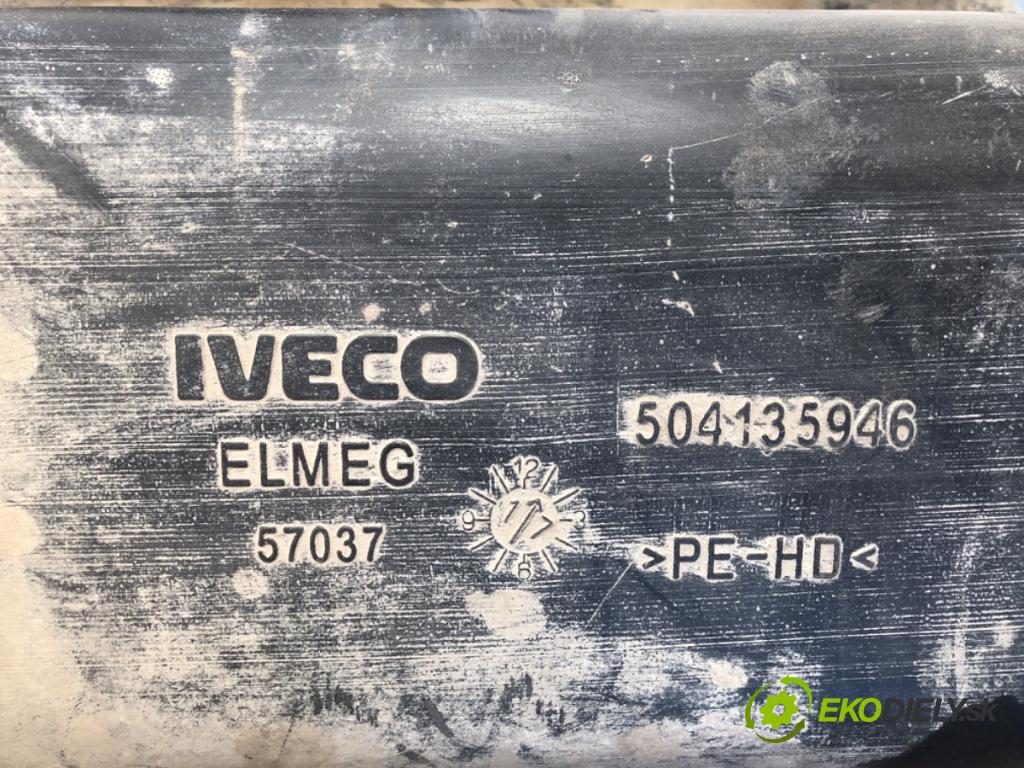 IVECO
504135946
ELMEG
57037
12
3
6
9
>PE-HD<
EKODIELY.sk